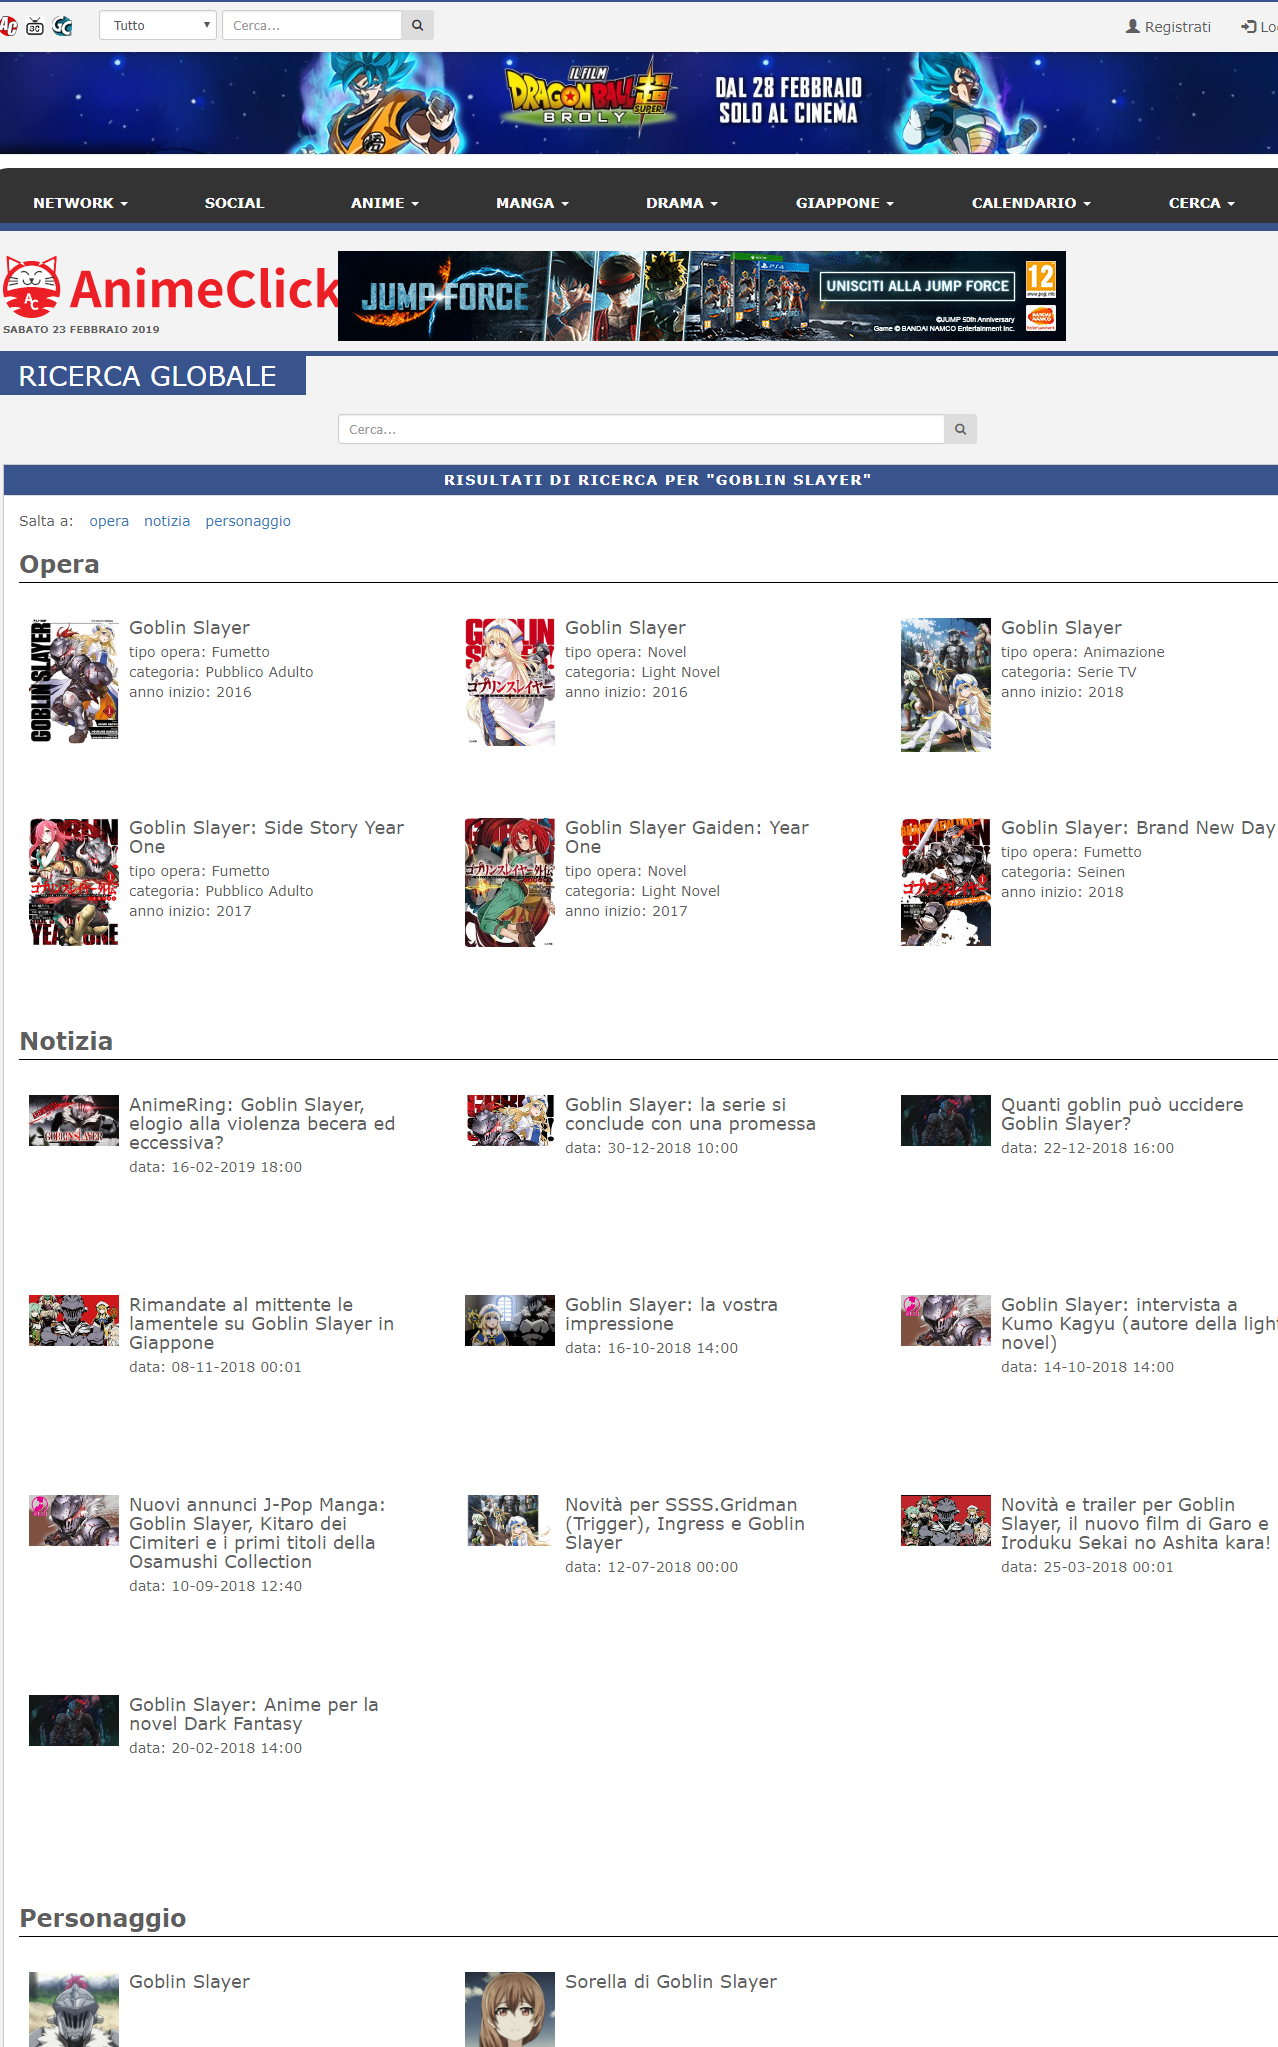 Tutto
Cerca...
Registrati
IL FILM
DRAGON BALL
SUPER
BROLY
DAL 28 FEBBRAIO
SOLO AL CINEMA
NETWORK
SOCIAL
ANIME
MANGA
DRAMA
GIAPPONE
CALENDARIO
CERCA
AnimeClick
SABATO 23 FEBBRAIO 2019
JUMP FORCE
UNISCITI ALLA JUMP FORCE
12
©JUMP 50th Anniversary
Game © BANDAI NAMCO Entertainment Inc.
RICERCA GLOBALE
Cerca...
RISULTATI DI RICERCA PER "GOBLIN SLAYER"
Salta a: opera notizia personaggio
Opera
Goblin Slayer
tipo opera: Fumetto
categoria: Pubblico Adulto
anno inizio: 2016
Goblin Slayer
tipo opera: Novel
categoria: Light Novel
anno inizio: 2016
Goblin Slayer
tipo opera: Animazione
categoria: Serie TV
anno inizio: 2018
Goblin Slayer: Side Story Year
One
tipo opera: Fumetto
categoria: Pubblico Adulto
anno inizio: 2017
Goblin Slayer Gaiden: Year
One
tipo opera: Novel
categoria: Light Novel
anno inizio: 2017
Goblin Slayer: Brand New Day
tipo opera: Fumetto
categoria: Seinen
anno inizio: 2018
Notizia
AnimeRing: Goblin Slayer,
elogio alla violenza becera ed
eccessiva?
data: 16-02-2019 18:00
Goblin Slayer: la serie si
conclude con una promessa
data: 30-12-2018 10:00
Quanti goblin può uccidere
Goblin Slayer?
data: 22-12-2018 16:00
Rimandate al mittente le
lamentele su Goblin Slayer in
Giappone
data: 08-11-2018 00:01
Goblin Slayer: la vostra
impressione
data: 16-10-2018 14:00
Goblin Slayer: intervista a
Kumo Kagyu (autore della light
novel)
data: 14-10-2018 14:00
Nuovi annunci J-Pop Manga:
Goblin Slayer, Kitaro dei
Cimiteri e i primi titoli della
Osamushi Collection
data: 10-09-2018 12:40
Novità per SSSS.Gridman
(Trigger), Ingress e Goblin
Slayer
data: 12-07-2018 00:00
Novità e trailer per Goblin
Slayer, il nuovo film di Garo e
Iroduku Sekai no Ashita kara!
data: 25-03-2018 00:01
Goblin Slayer: Anime per la
novel Dark Fantasy
data: 20-02-2018 14:00
Personaggio
Goblin Slayer
Sorella di Goblin Slayer